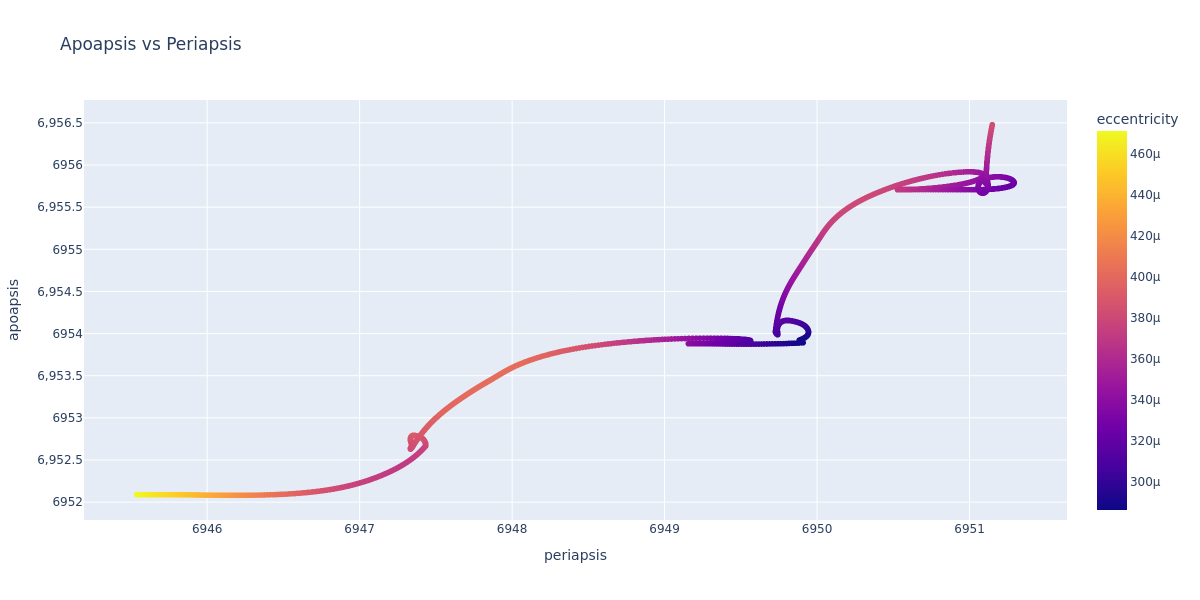 Apoapsis vs Periapsis
eccentricity
460μ
440μ
420μ
400μ
380μ
360μ
340μ
320μ
300μ
6,956.5
6956
6,955.5
6955
6,954.5
6954
6,953.5
6953
6,952.5
6952
apoapsis
6946
6947
6948
6949
6950
6951
periapsis